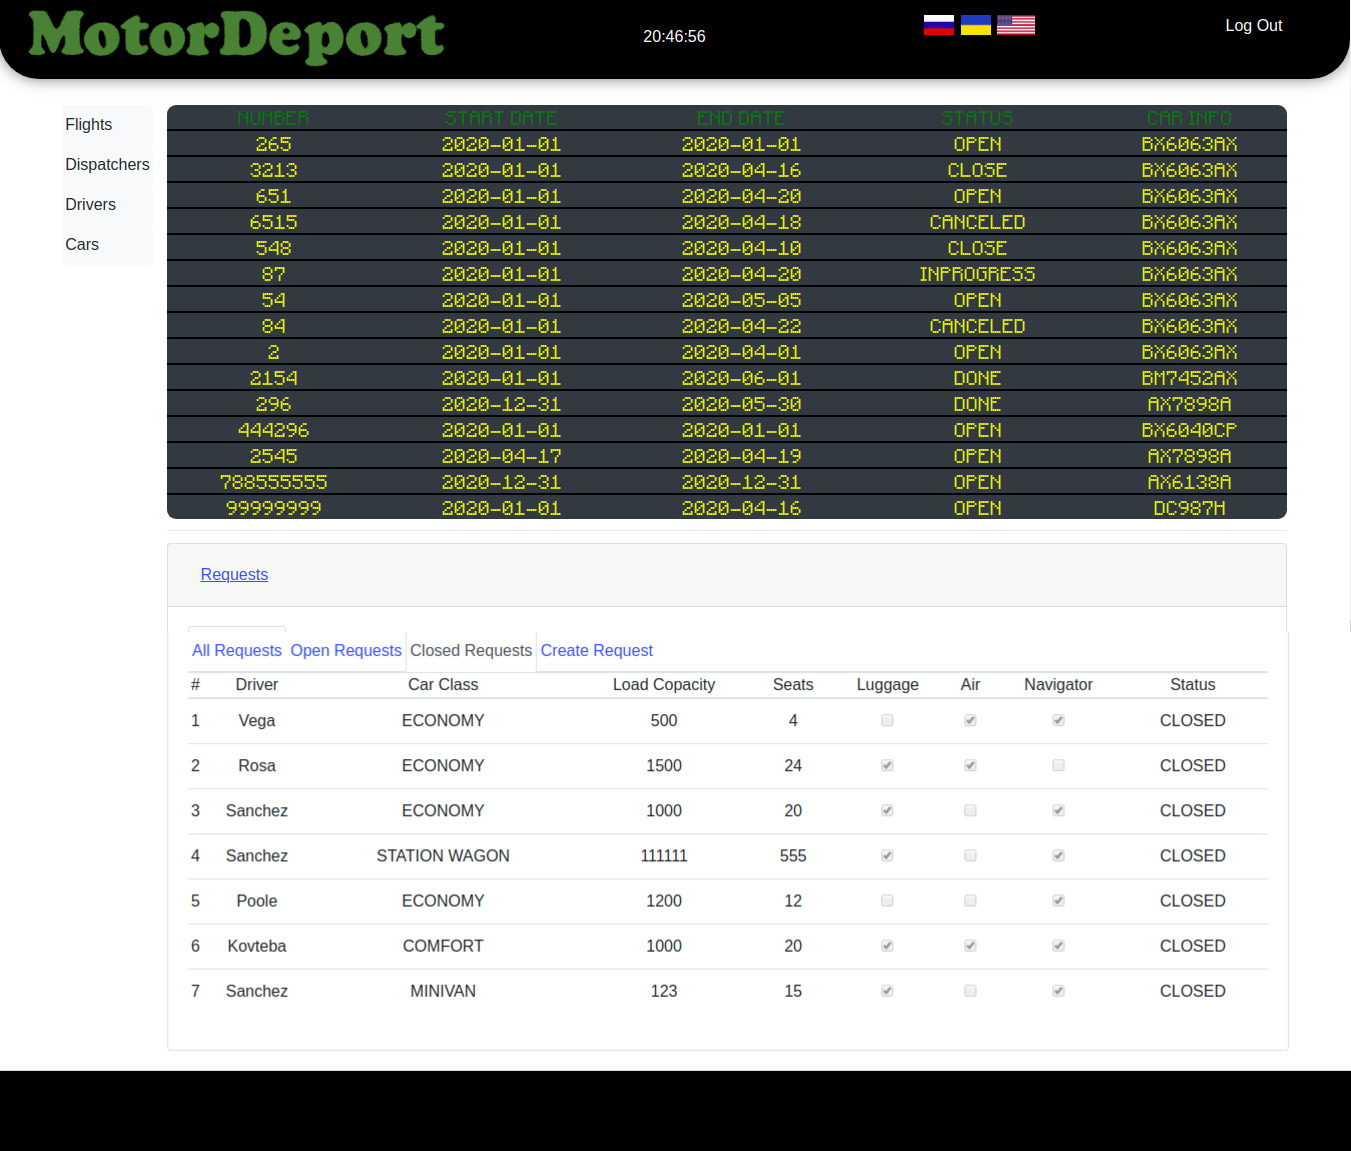 MotorDeport
20:46:56
Log Out
Flights
Dispatchers
Drivers
Cars
NUMBER START DATE END DATE STATUS CAR INFO
265 2020-01-01 2020-01-01 OPEN BX6063AX
3213 2020-01-01 2020-04-16 CLOSE BX6063AX
651 2020-01-01 2020-04-20 OPEN BX6063AX
6515 2020-01-01 2020-04-18 CANCELED BX6063AX
548 2020-01-01 2020-04-10 CLOSE BX6063AX
87 2020-01-01 2020-04-20 INPROGRESS BX6063AX
54 2020-01-01 2020-05-05 OPEN BX6063AX
84 2020-01-01 2020-04-22 CANCELED BX6063AX
2 2020-01-01 2020-04-01 OPEN BX6063AX
2154 2020-01-01 2020-06-01 DONE BM7452AX
296 2020-12-31 2020-05-30 DONE AX7898A
444296 2020-01-01 2020-01-01 OPEN BX6040CP
2545 2020-04-17 2020-04-19 OPEN AX7898A
788555555 2020-12-31 2020-12-31 OPEN AX6138A
99999999 2020-01-01 2020-04-16 OPEN DC987H
Requests
All Requests Open Requests Closed Requests Create Request
# Driver Car Class Load Capacity Seats Luggage Air Navigator Status
1 Vega ECONOMY 500 4 CLOSED
2 Rosa ECONOMY 1500 24 CLOSED
3 Sanchez ECONOMY 1000 20 CLOSED
4 Sanchez STATION WAGON 111111 555 CLOSED
5 Poole ECONOMY 1200 12 CLOSED
6 Kovteba COMFORT 1000 20 CLOSED
7 Sanchez MINIVAN 123 15 CLOSED